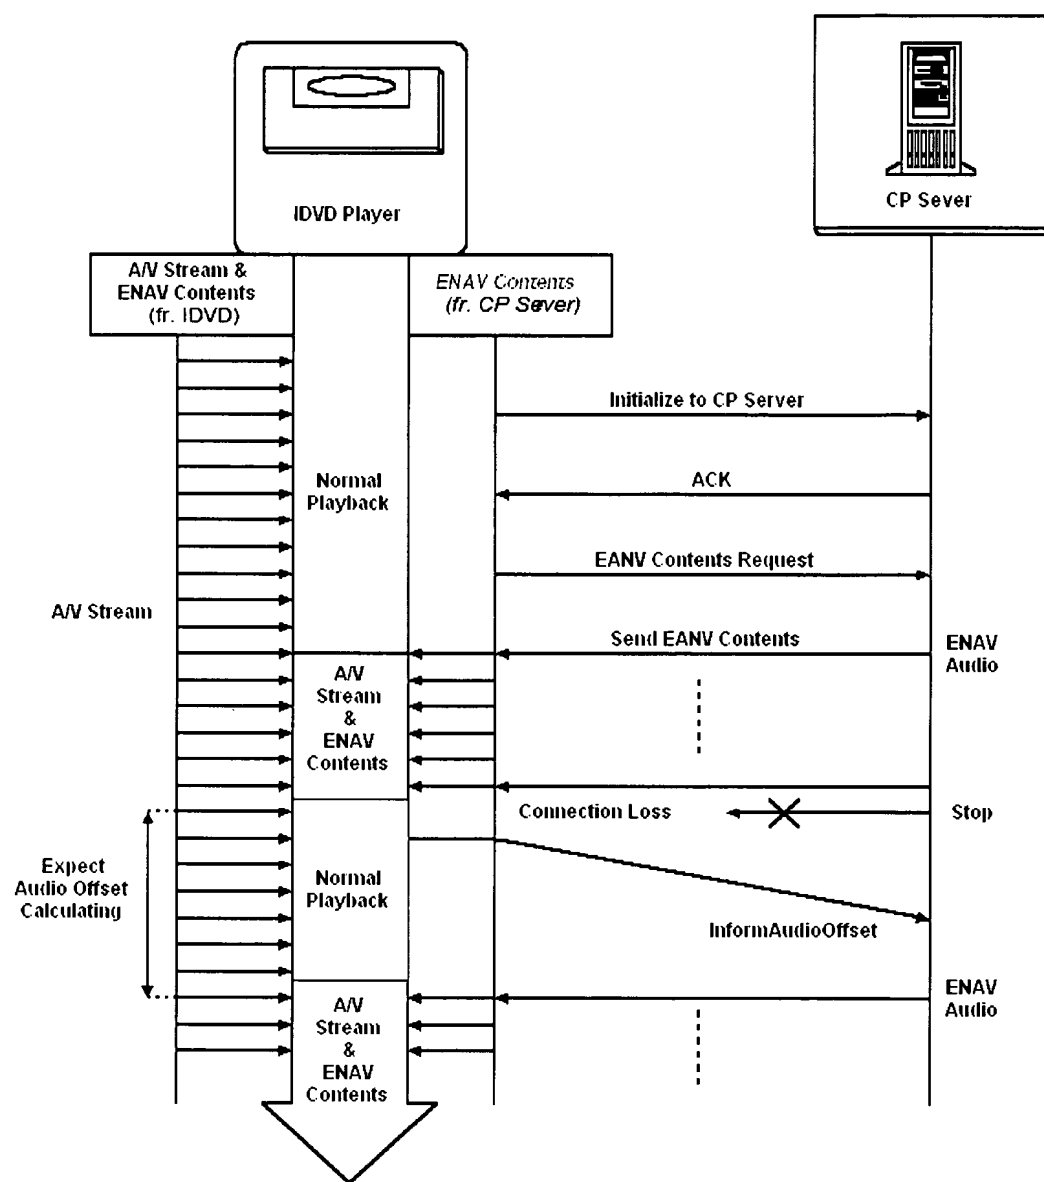 IDVD Player
CP Sever
A/V Stream &
ENAV Contents
(fr. IDVD)
ENAV Contents
(fr. CP Sever)
Initialize to CP Server
Normal
Playback
ACK
EANV Contents Request
A/V Stream
Send EANV Contents
ENAV
Audio
A/V
Stream
&
ENAV
Contents
Connection Loss
Stop
Expect
Audio Offset
Calculating
Normal
Playback
InformAudioOffset
ENAV
Audio
A/V
Stream
&
ENAV
Contents